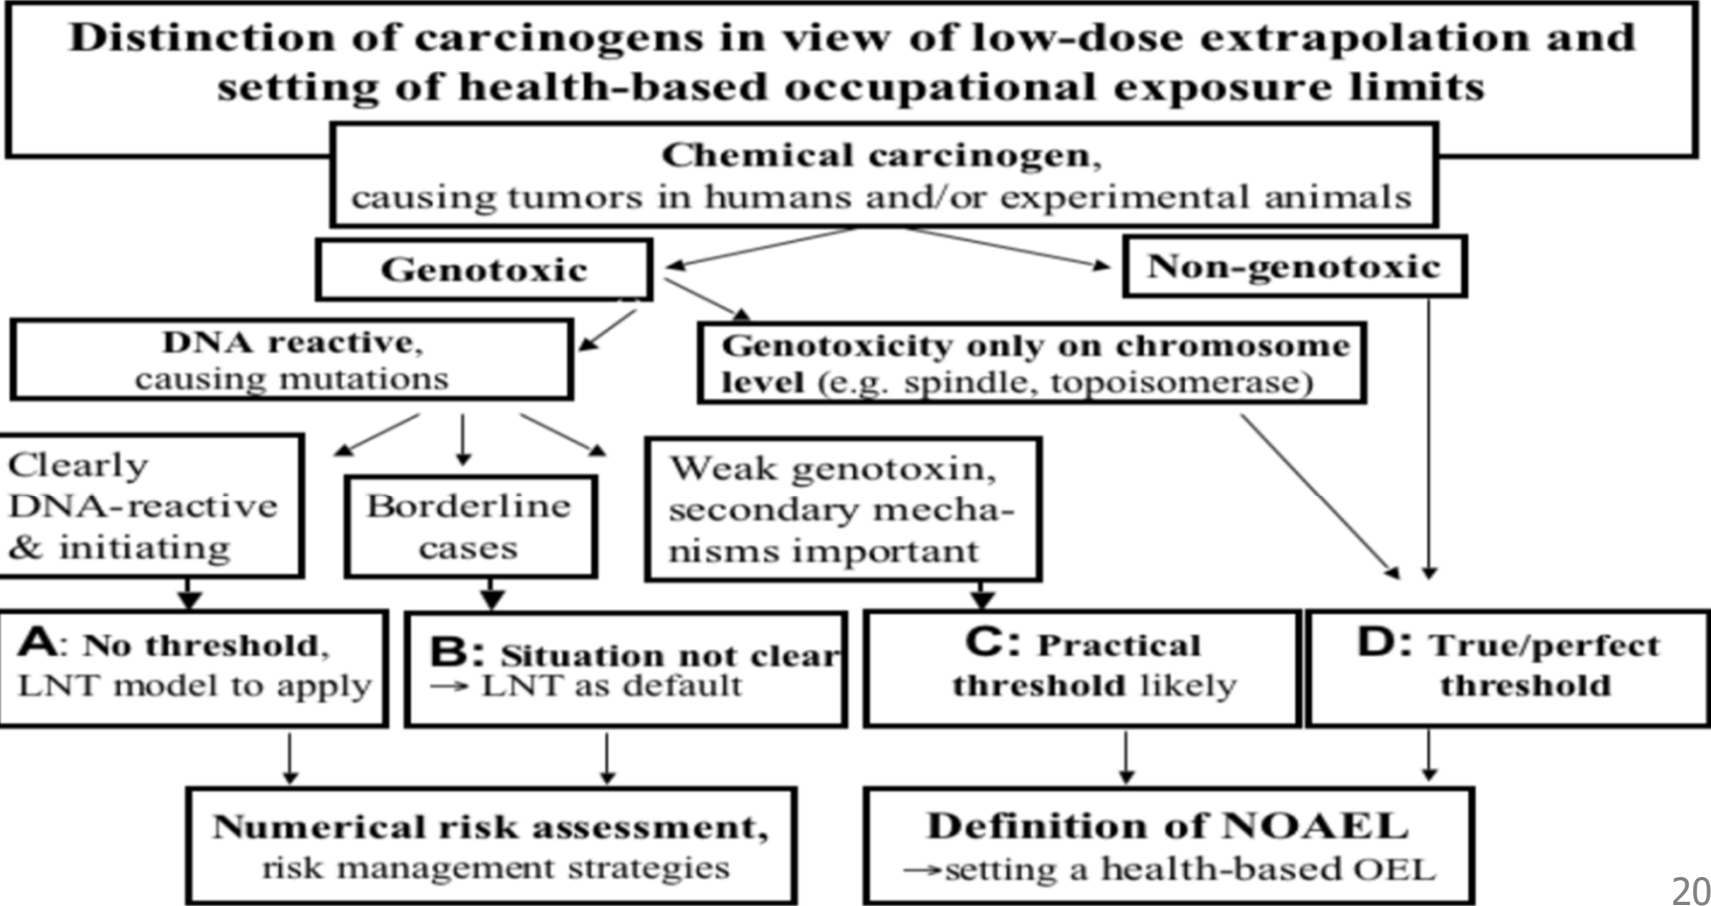 Distinction of carcinogens in view of low-dose extrapolation and
setting of health-based occupational exposure limits
Chemical carcinogen,
causing tumors in humans and/or experimental animals
Genotoxic
Non-genotoxic
DNA reactive,
causing mutations
Genotoxicity only on chromosome
level (e.g. spindle, topoisomerase)
Clearly
DNA-reactive
& initiating
Borderline
cases
Weak genotoxin,
secondary mecha-
nisms important
A: No threshold,
LNT model to apply
B: Situation not clear
→ LNT as default
C: Practical
threshold likely
D: True/perfect
threshold
Numerical risk assessment,
risk management strategies
Definition of NOAEL
→setting a health-based OEL
20